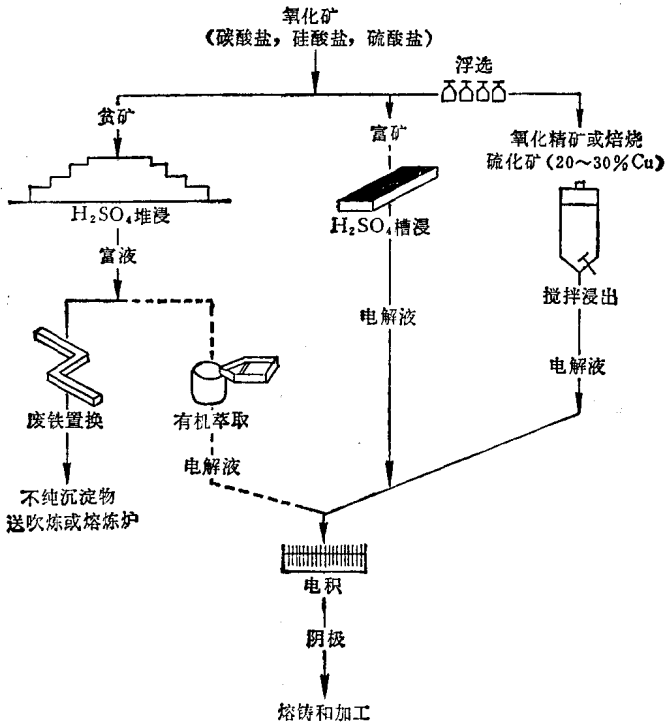 氧化矿
(碳酸盐，硅酸盐，硫酸盐)
浮选
贫矿
富矿
氧化精矿或焙烧
硫化矿(20～30%Cu)
H₂SO₄堆浸
H₂SO₄槽浸
富液
搅拌浸出
电解液
电解液
废铁置换
有机萃取
电解液
不纯沉淀物
送吹炼或熔炼炉
电积
阴极
熔铸和加工